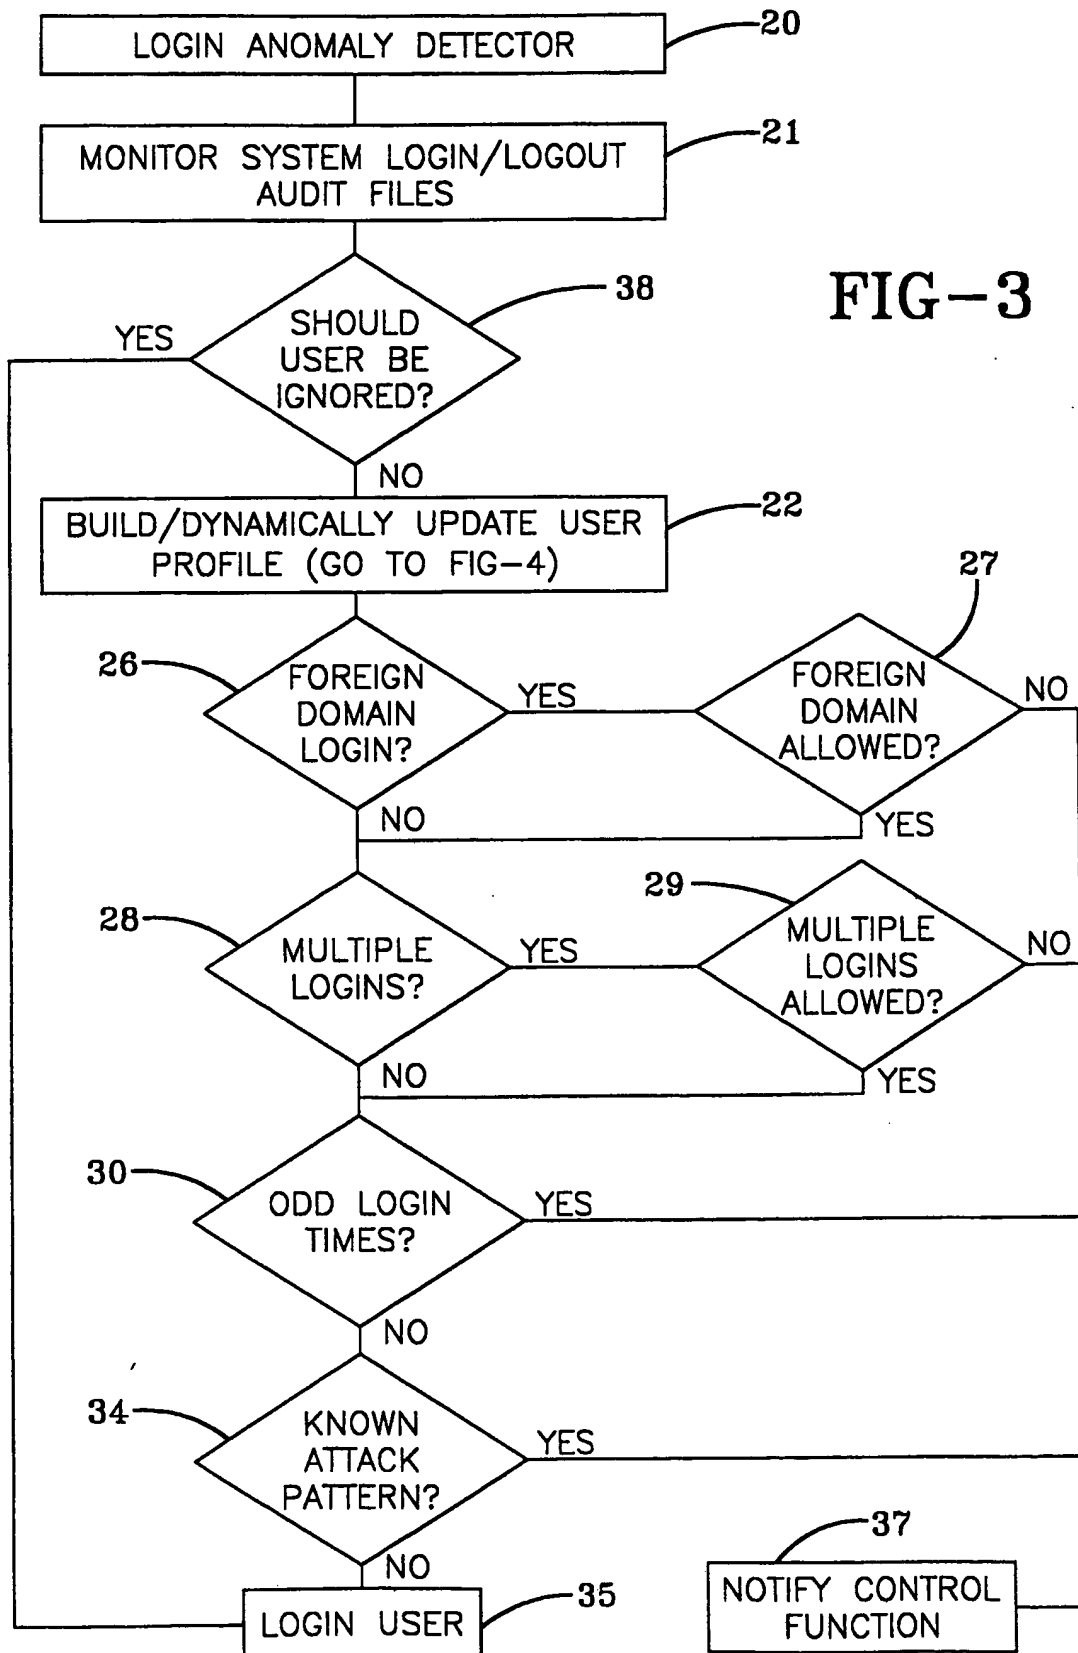 LOGIN ANOMALY DETECTOR
20
MONITOR SYSTEM LOGIN/LOGOUT
AUDIT FILES
21
FIG-3
SHOULD
USER BE
IGNORED?
38
YES
NO
BUILD/DYNAMICALLY UPDATE USER
PROFILE (GO TO FIG-4)
22
26
FOREIGN
DOMAIN
LOGIN?
YES
NO
27
FOREIGN
DOMAIN
ALLOWED?
NO
YES
28
MULTIPLE
LOGINS?
YES
NO
29
MULTIPLE
LOGINS
ALLOWED?
NO
YES
30
ODD LOGIN
TIMES?
YES
NO
34
KNOWN
ATTACK
PATTERN?
YES
NO
LOGIN USER
35
37
NOTIFY CONTROL
FUNCTION